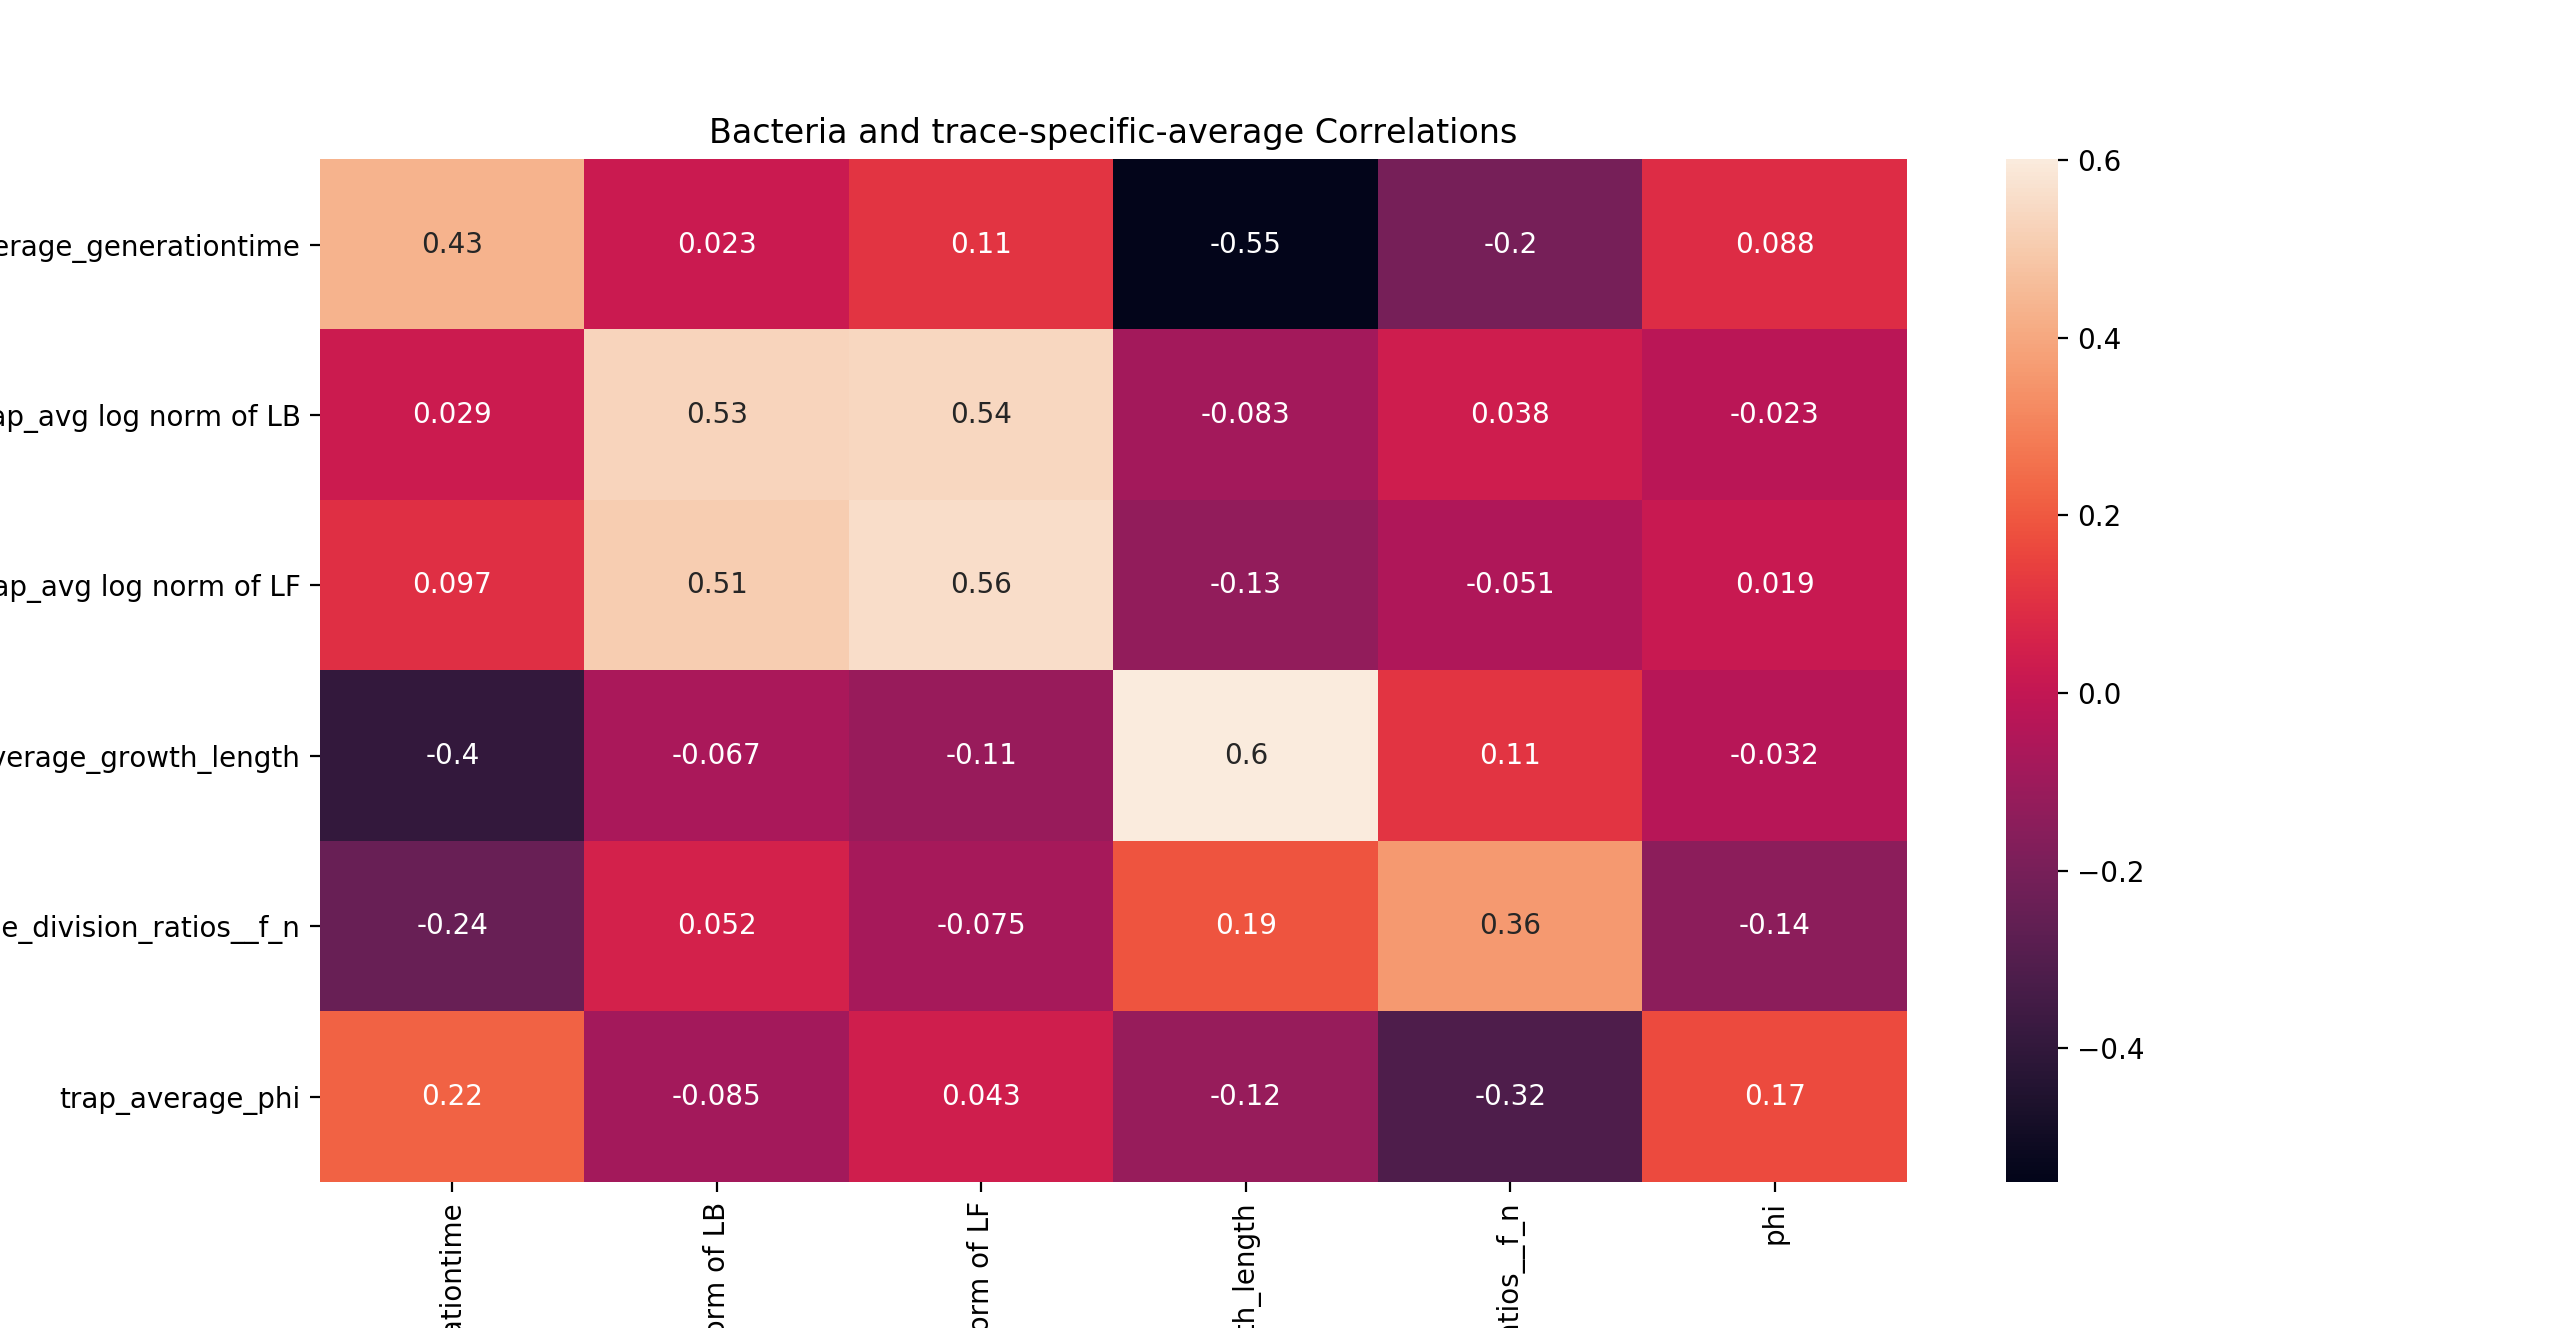 Bacteria and trace-specific-average Correlations
erage_generationtime 0.43 0.023 0.11 -0.55 -0.2 0.088
ap_avg log norm of LB 0.029 0.53 0.54 -0.083 0.038 -0.023
ap_avg log norm of LF 0.097 0.51 0.56 -0.13 -0.051 0.019
verage_growth_length -0.4 -0.067 -0.11 0.6 0.11 -0.032
e_division_ratios__f_n -0.24 0.052 -0.075 0.19 0.36 -0.14
trap_average_phi 0.22 -0.085 0.043 -0.12 -0.32 0.17
ationtime
orm of LB
orm of LF
th_length
atios__f_n
phi
0.6
0.4
0.2
0.0
−0.2
−0.4